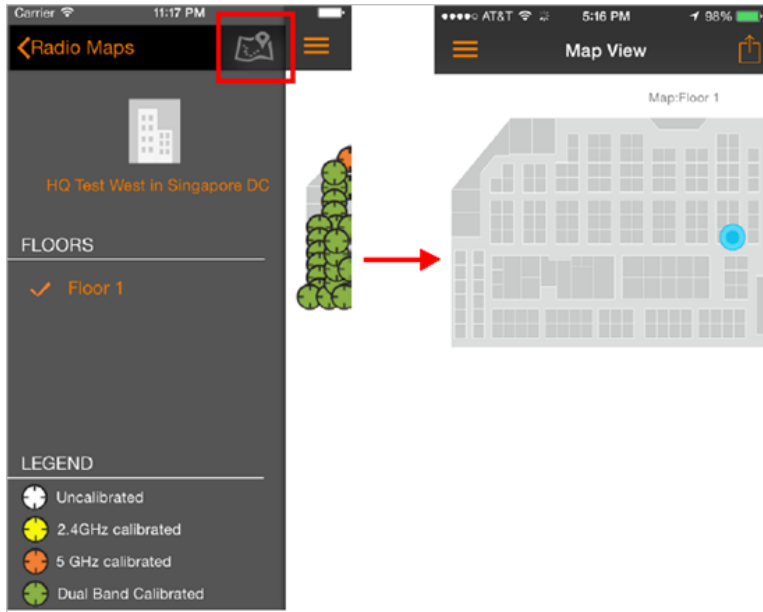 Carrier 11:17 PM
Radio Maps
HQ Test West in Singapore DC
FLOORS
Floor 1
LEGEND
Uncalibrated
2.4GHz calibrated
5 GHz calibrated
Dual Band Calibrated
AT&T 5:16 PM 98%
Map View
Map:Floor 1